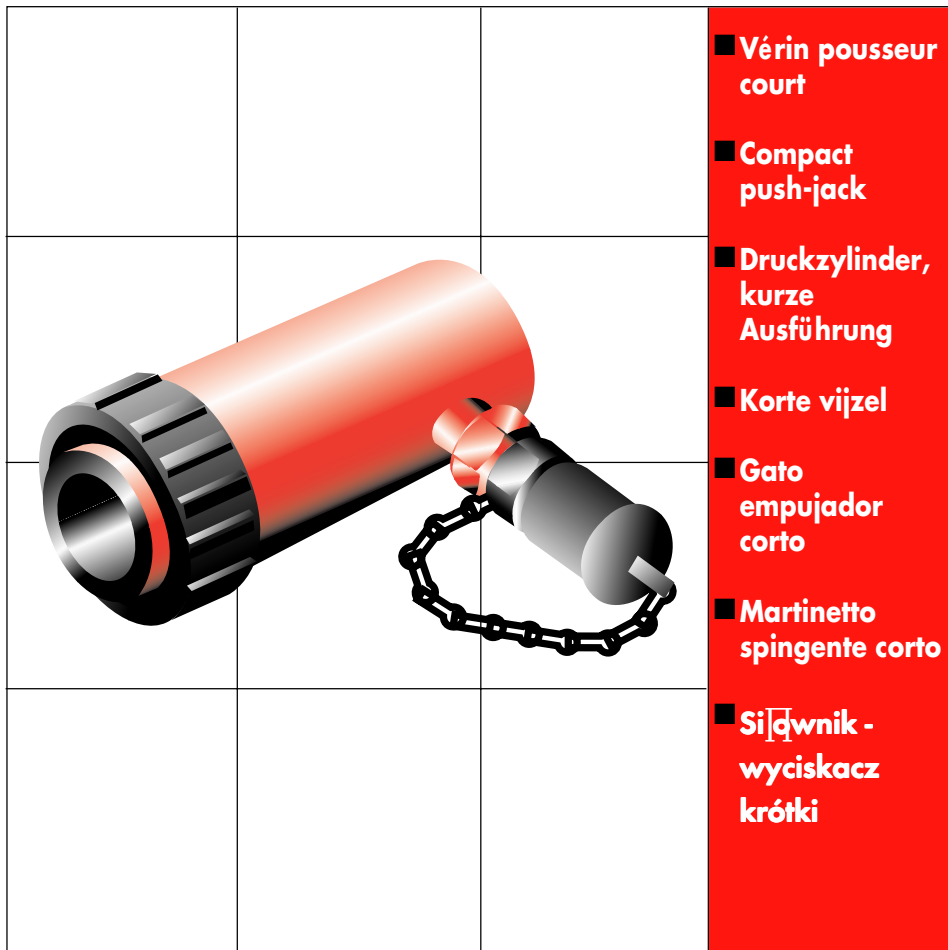 ■ Vérin pousseur
court
■ Compact
push-jack
■ Druckzylinder,
kurze
Ausführung
■ Korte vijzel
■ Gato
empujador
corto
■ Martinetto
spingente corto
■ Siłownik -
wyciskacz
krótki